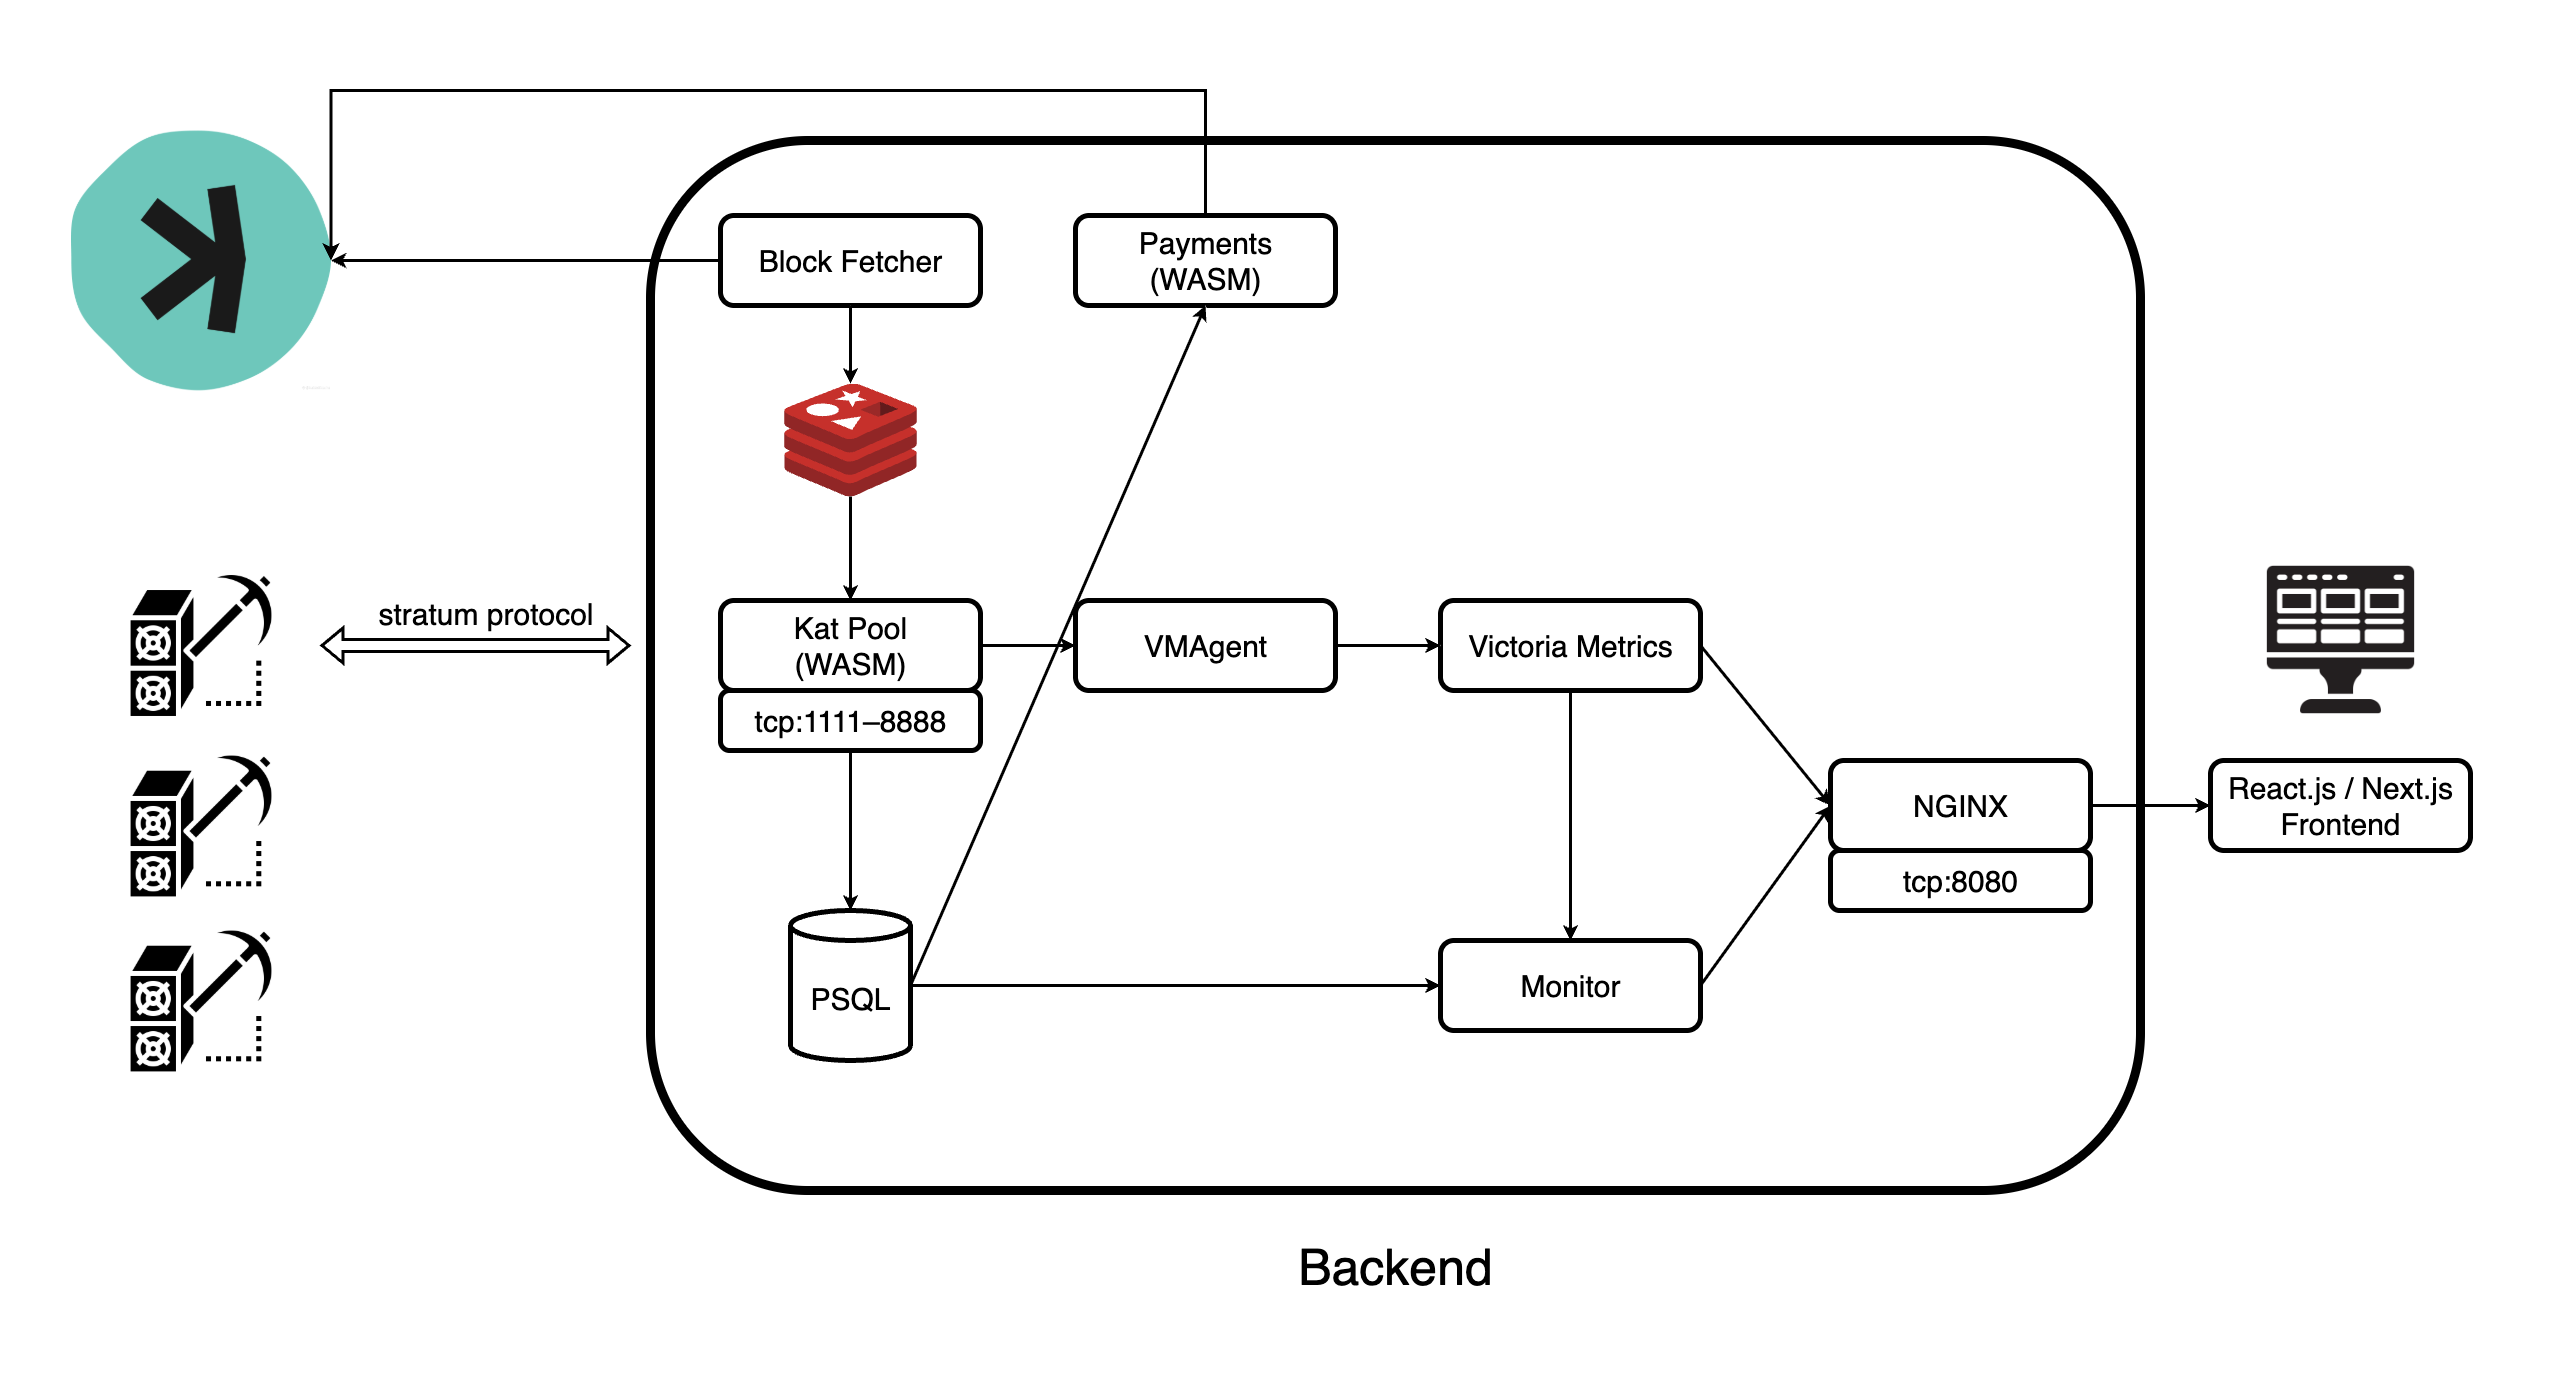 Block Fetcher
Payments
(WASM)
stratum protocol
Kat Pool
(WASM)
tcp:1111–8888
VMAgent
Victoria Metrics
NGINX
tcp:8080
React.js / Next.js
Frontend
PSQL
Monitor
Backend